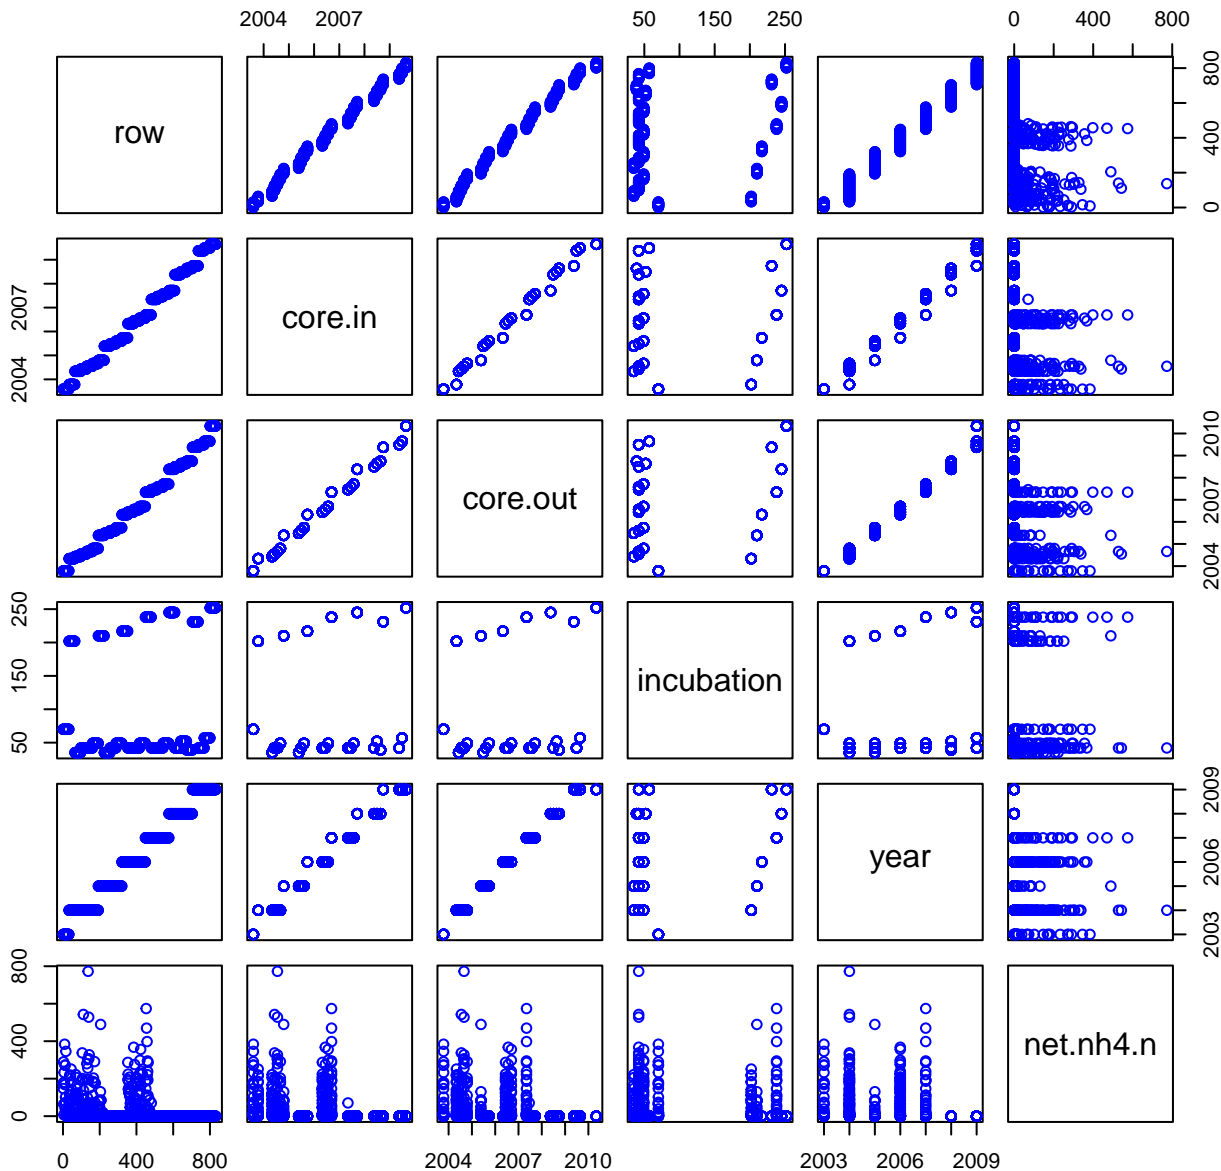 2004 2007 50 150 250 0 400 800
row 0 400 800
2004 2007 core.in
core.out 2004 2007 2010
50 150 250 incubation
year 2003 2006 2009
0 400 800 net.nh4.n
0 400 800 2004 2007 2010 2003 2006 2009